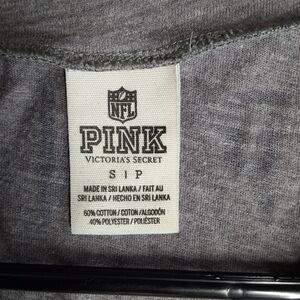 NFL
PINK
VICTORIA'S SECRET
S | P
MADE IN SRI LANKA / FAIT AU
SRI LANKA / HECHO EN SRI LANKA
60% COTTON / COTON / ALGODÓN
40% POLYESTER / POLIÉSTER